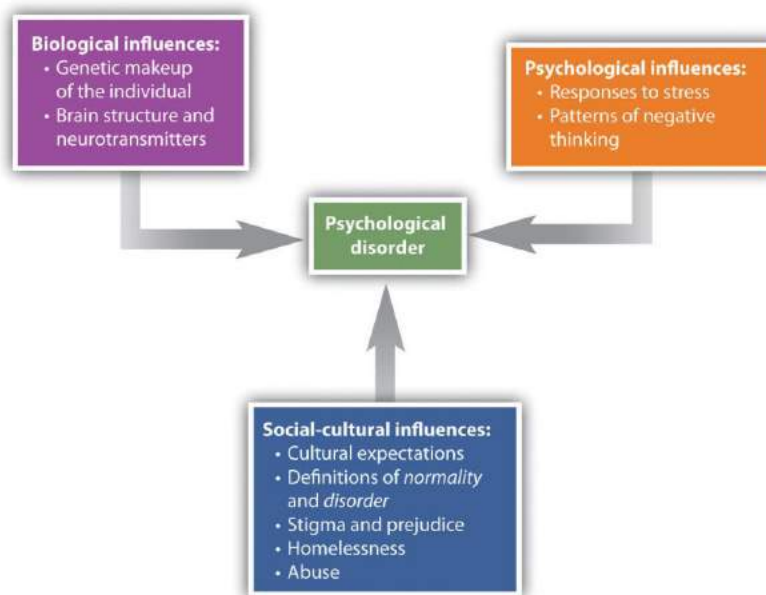 Biological influences:
• Genetic makeup
of the individual
• Brain structure and
neurotransmitters
Psychological influences:
• Responses to stress
• Patterns of negative
thinking
Psychological
disorder
Social-cultural influences:
• Cultural expectations
• Definitions of normality
and disorder
• Stigma and prejudice
• Homelessness
• Abuse